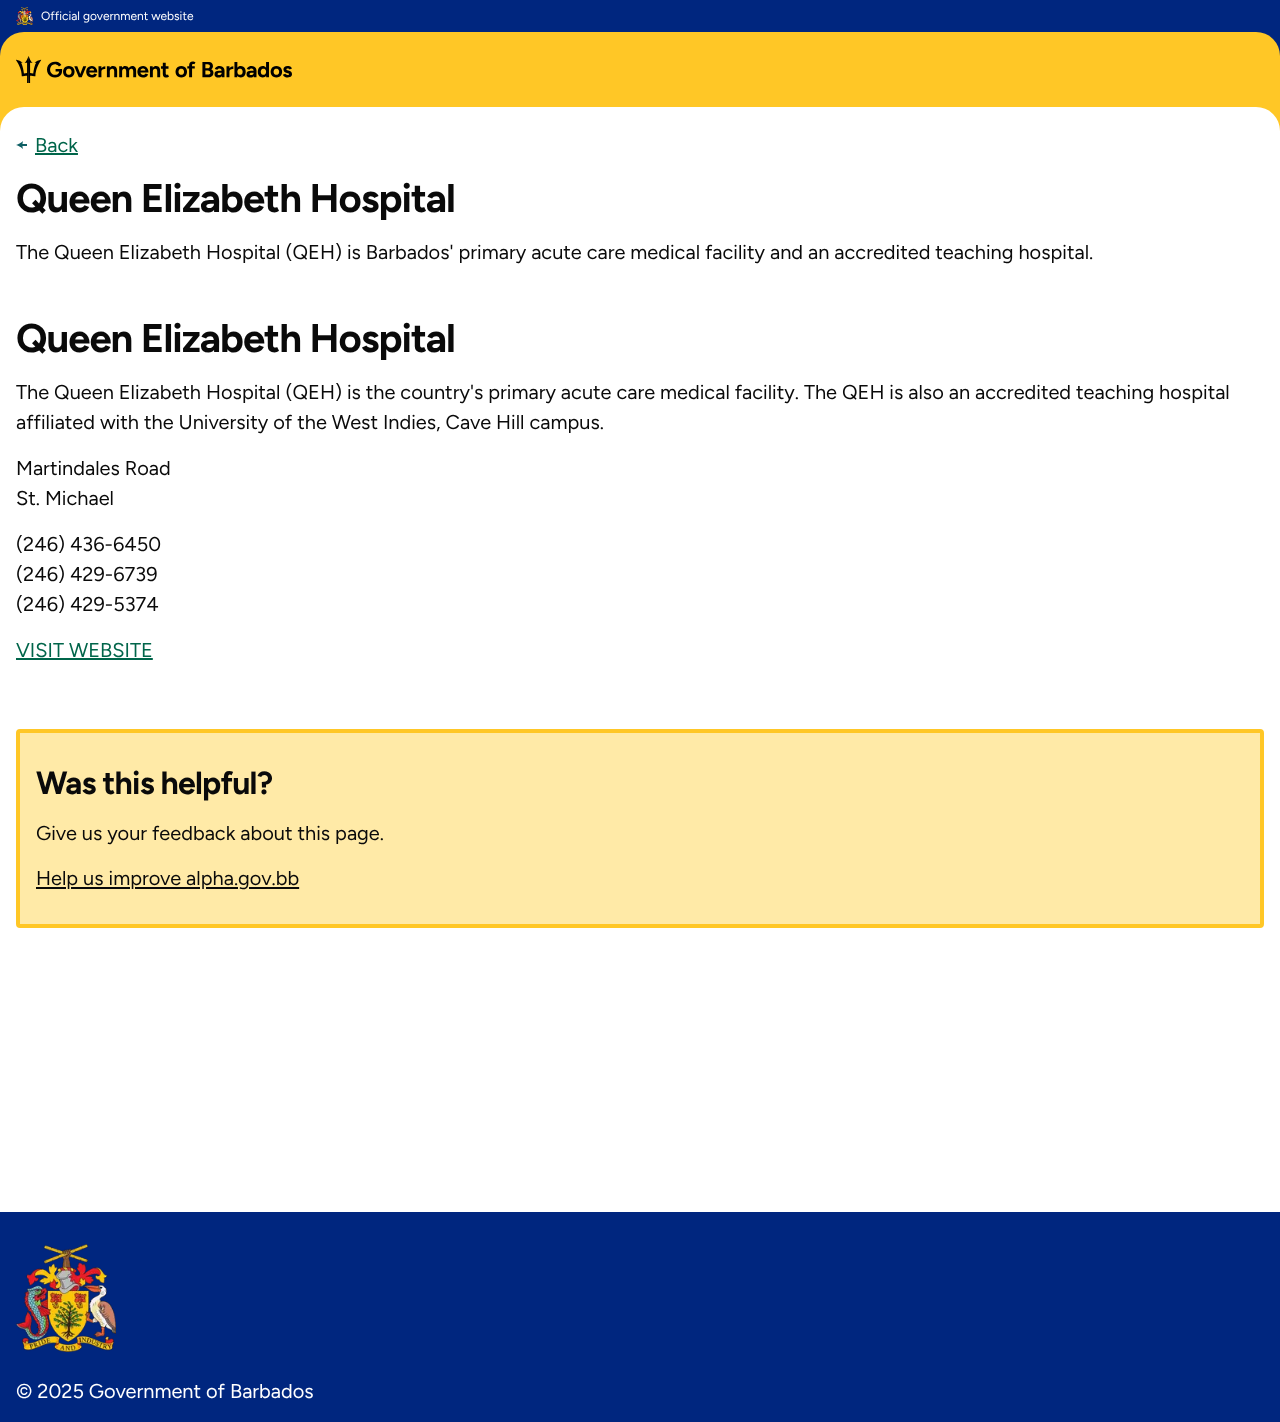 Official government website
Government of Barbados
Back
Queen Elizabeth Hospital
The Queen Elizabeth Hospital (QEH) is Barbados' primary acute care medical facility and an accredited teaching hospital.
Queen Elizabeth Hospital
The Queen Elizabeth Hospital (QEH) is the country's primary acute care medical facility. The QEH is also an accredited teaching hospital
affiliated with the University of the West Indies, Cave Hill campus.
Martindales Road
St. Michael
(246) 436-6450
(246) 429-6739
(246) 429-5374
VISIT WEBSITE
Was this helpful?
Give us your feedback about this page.
Help us improve alpha.gov.bb
PRIDE AND INDUSTRY
© 2025 Government of Barbados